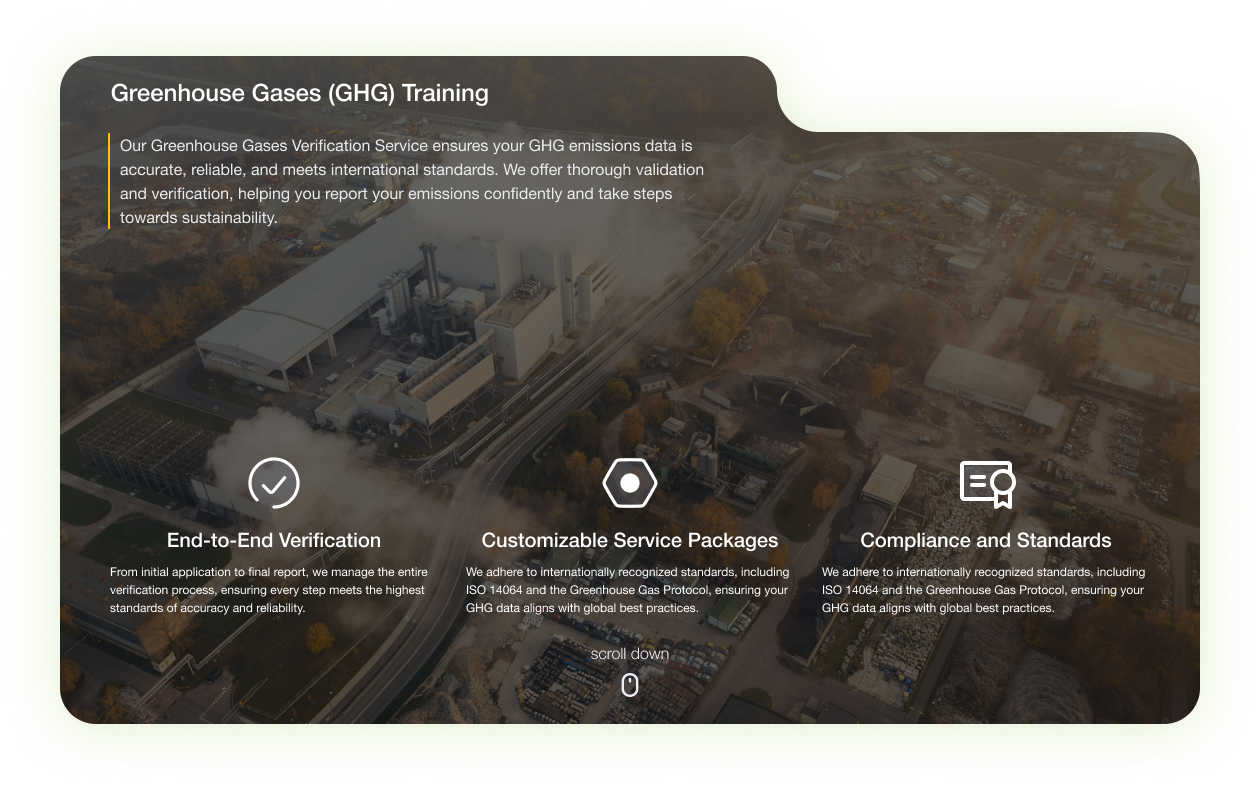 Greenhouse Gases (GHG) Training
Our Greenhouse Gases Verification Service ensures your GHG emissions data is
accurate, reliable, and meets international standards. We offer thorough validation
and verification, helping you report your emissions confidently and take steps
towards sustainability.
End-to-End Verification
From initial application to final report, we manage the entire
verification process, ensuring every step meets the highest
standards of accuracy and reliability.
Customizable Service Packages
We adhere to internationally recognized standards, including
ISO 14064 and the Greenhouse Gas Protocol, ensuring your
GHG data aligns with global best practices.
Compliance and Standards
We adhere to internationally recognized standards, including
ISO 14064 and the Greenhouse Gas Protocol, ensuring your
GHG data aligns with global best practices.
scroll down